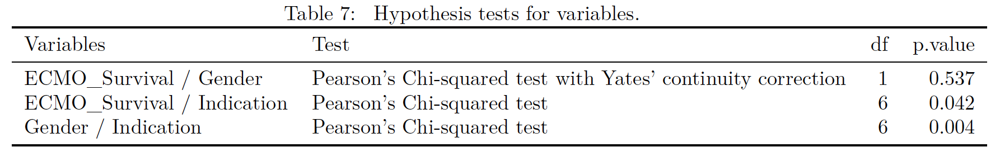 Table 7: Hypothesis tests for variables.
Variables Test df p.value
ECMO_Survival / Gender Pearson's Chi-squared test with Yates' continuity correction 1 0.537
ECMO_Survival / Indication Pearson's Chi-squared test 6 0.042
Gender / Indication Pearson's Chi-squared test 6 0.004